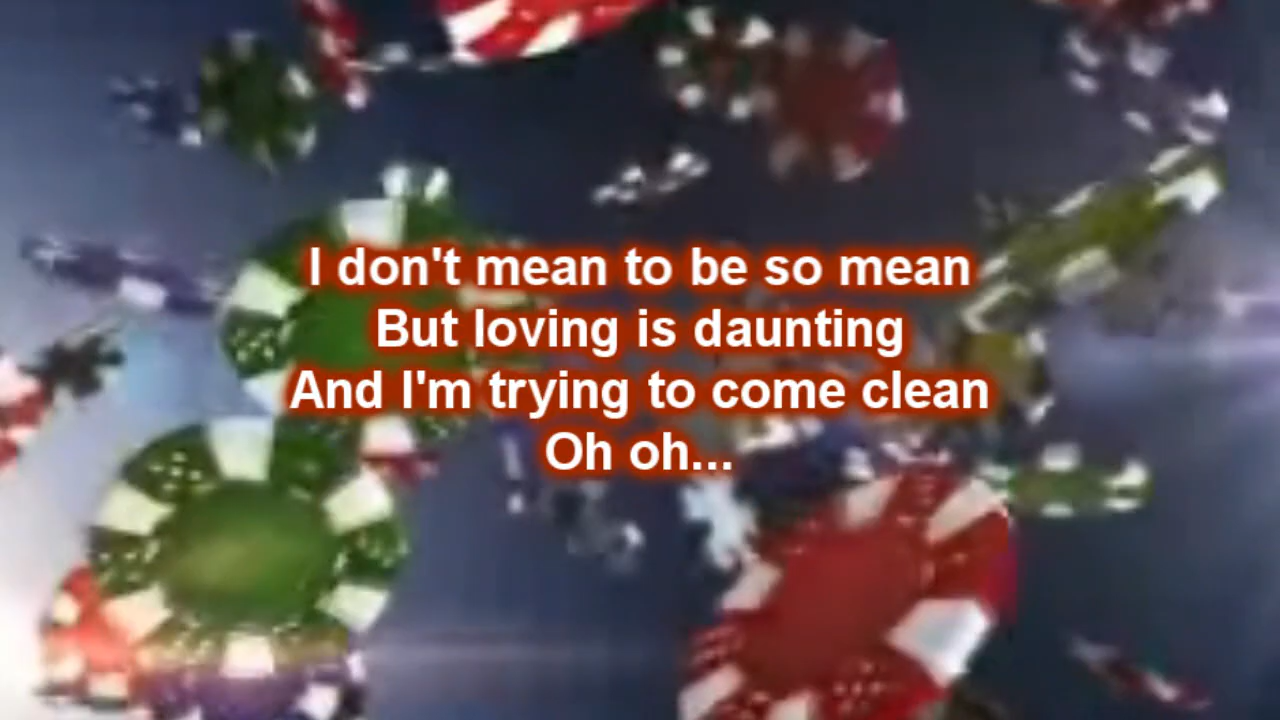 I don't mean to be so mean
But loving is daunting
And I'm trying to come clean
Oh oh...